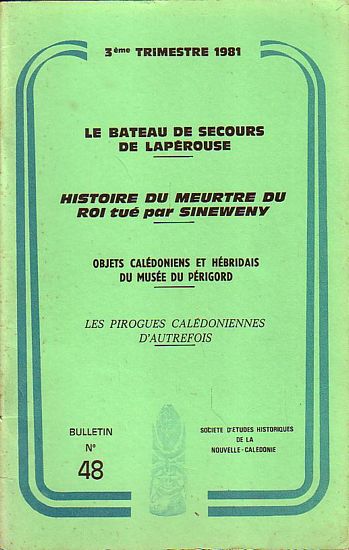 3ème TRIMESTRE 1981
LE BATEAU DE SECOURS
DE LAPÉROUSE
HISTOIRE DU MEURTRE DU
ROI tué par SINEWENY
OBJETS CALÉDONIENS ET HÉBRIDAIS
DU MUSÉE DU PÉRIGORD
LES PIROGUES CALÉDONIENNES
D'AUTREFOIS
BULLETIN
N°
48
SOCIETE D'ÉTUDES HISTORIQUES
DE LA
NOUVELLE-CALEDONIE